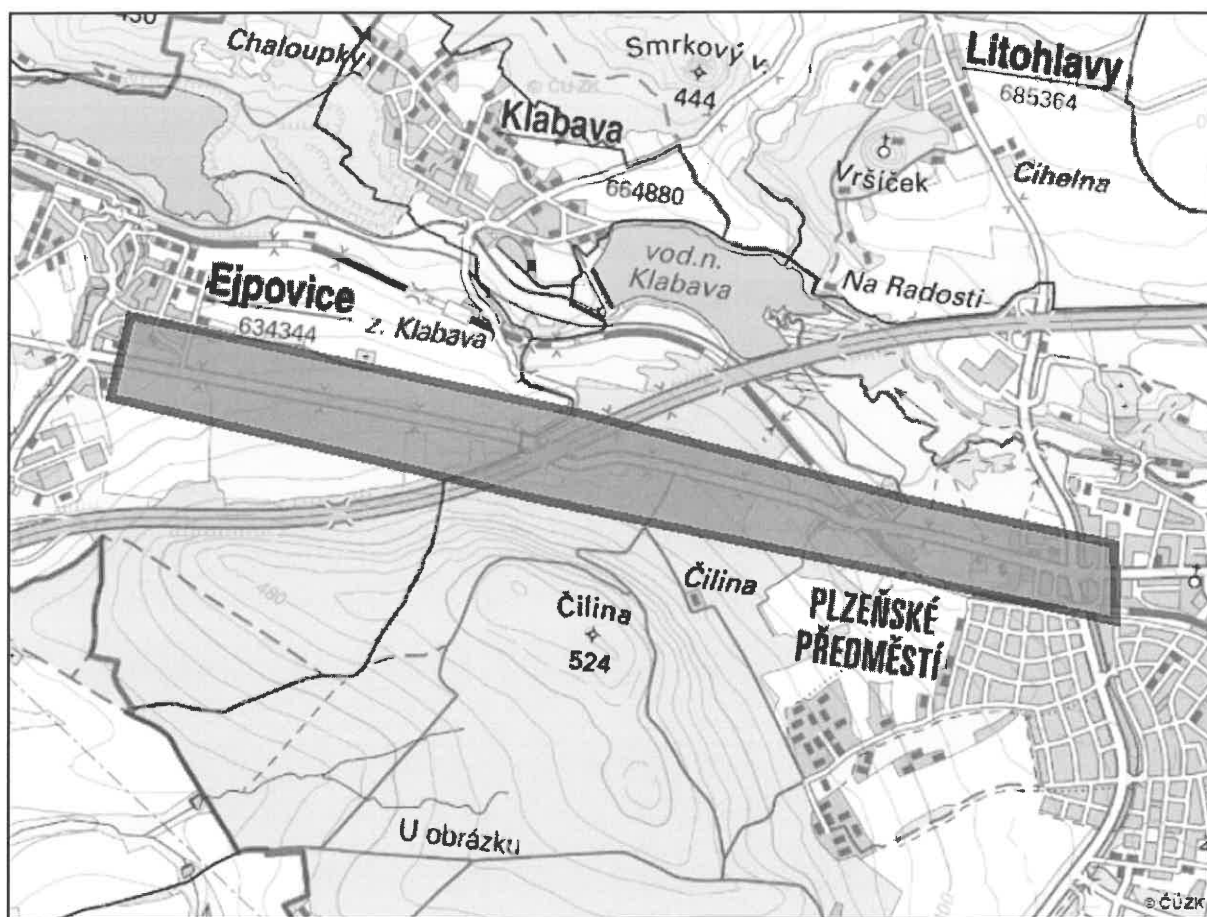 430
Chaloupky
Smrkový v.
444
© ČÚZK
Klabava
Litohlavy
685364
Vršíček
Cihelna
664880
vod.n.
Klabava
Na Radosti
Ejpovice
634344
z. Klabava
480
Čilina
524
Čilina
PLZEŇSKÉ
PŘEDMĚSTÍ
U obrázku
© ČÚZK